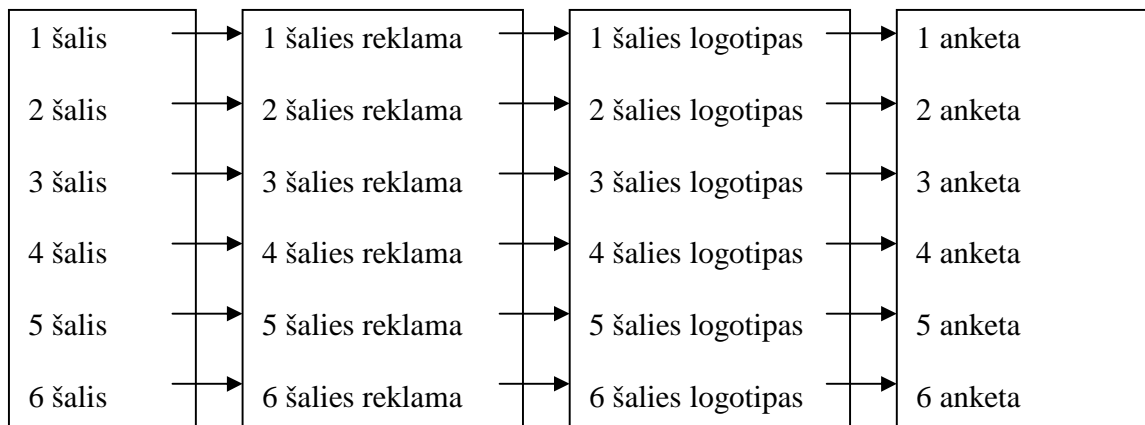 1 šalis 1 šalies reklama 1 šalies logotipas 1 anketa
2 šalis 2 šalies reklama 2 šalies logotipas 2 anketa
3 šalis 3 šalies reklama 3 šalies logotipas 3 anketa
4 šalis 4 šalies reklama 4 šalies logotipas 4 anketa
5 šalis 5 šalies reklama 5 šalies logotipas 5 anketa
6 šalis 6 šalies reklama 6 šalies logotipas 6 anketa